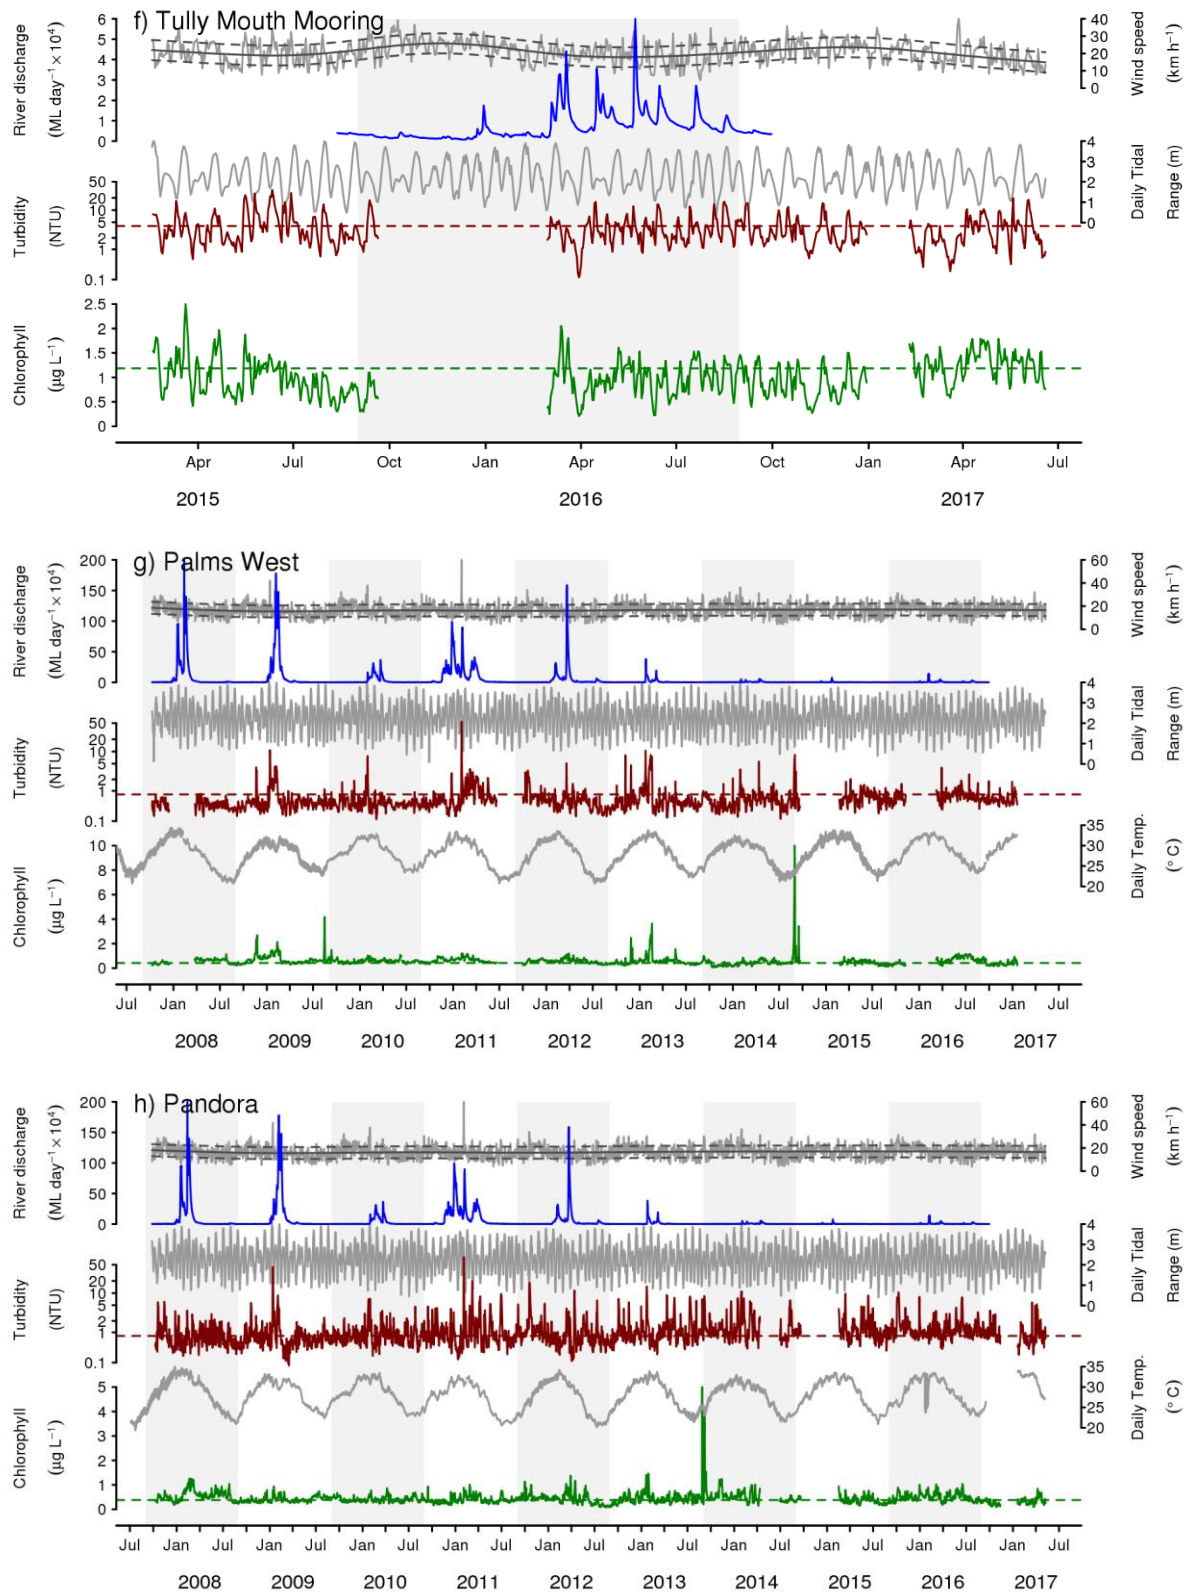 f) Tully Mouth Mooring
River discharge
(ML day⁻¹ × 10⁴)
6
5
4
3
2
1
0
40
30
20
10
0
Wind speed
(km h⁻¹)
4
3
2
1
0
Daily Tidal
Range (m)
Turbidity
(NTU)
50
20
10
5
2
1
0.1
Chlorophyll
(µg L⁻¹)
2.5
2
1.5
1
0.5
0
Apr Jul Oct Jan Apr Jul Oct Jan Apr Jul
2015 2016 2017
g) Palms West
River discharge
(ML day⁻¹ × 10⁴)
200
150
100
50
0
60
40
20
0
Wind speed
(km h⁻¹)
4
3
2
1
0
Daily Tidal
Range (m)
Turbidity
(NTU)
50
20
10
5
2
1
0.1
35
30
25
20
Daily Temp.
(° C)
Chlorophyll
(µg L⁻¹)
10
8
6
4
2
0
Jul Jan Jul Jan Jul Jan Jul Jan Jul Jan Jul Jan Jul Jan Jul Jan Jul Jan Jul Jan Jul
2008 2009 2010 2011 2012 2013 2014 2015 2016 2017
h) Pandora
River discharge
(ML day⁻¹ × 10⁴)
200
150
100
50
0
60
40
20
0
Wind speed
(km h⁻¹)
4
3
2
1
0
Daily Tidal
Range (m)
Turbidity
(NTU)
50
20
10
5
2
1
0.1
35
30
25
20
Daily Temp.
(° C)
Chlorophyll
(µg L⁻¹)
5
4
3
2
1
0
Jul Jan Jul Jan Jul Jan Jul Jan Jul Jan Jul Jan Jul Jan Jul Jan Jul Jan Jul Jan Jul
2008 2009 2010 2011 2012 2013 2014 2015 2016 2017